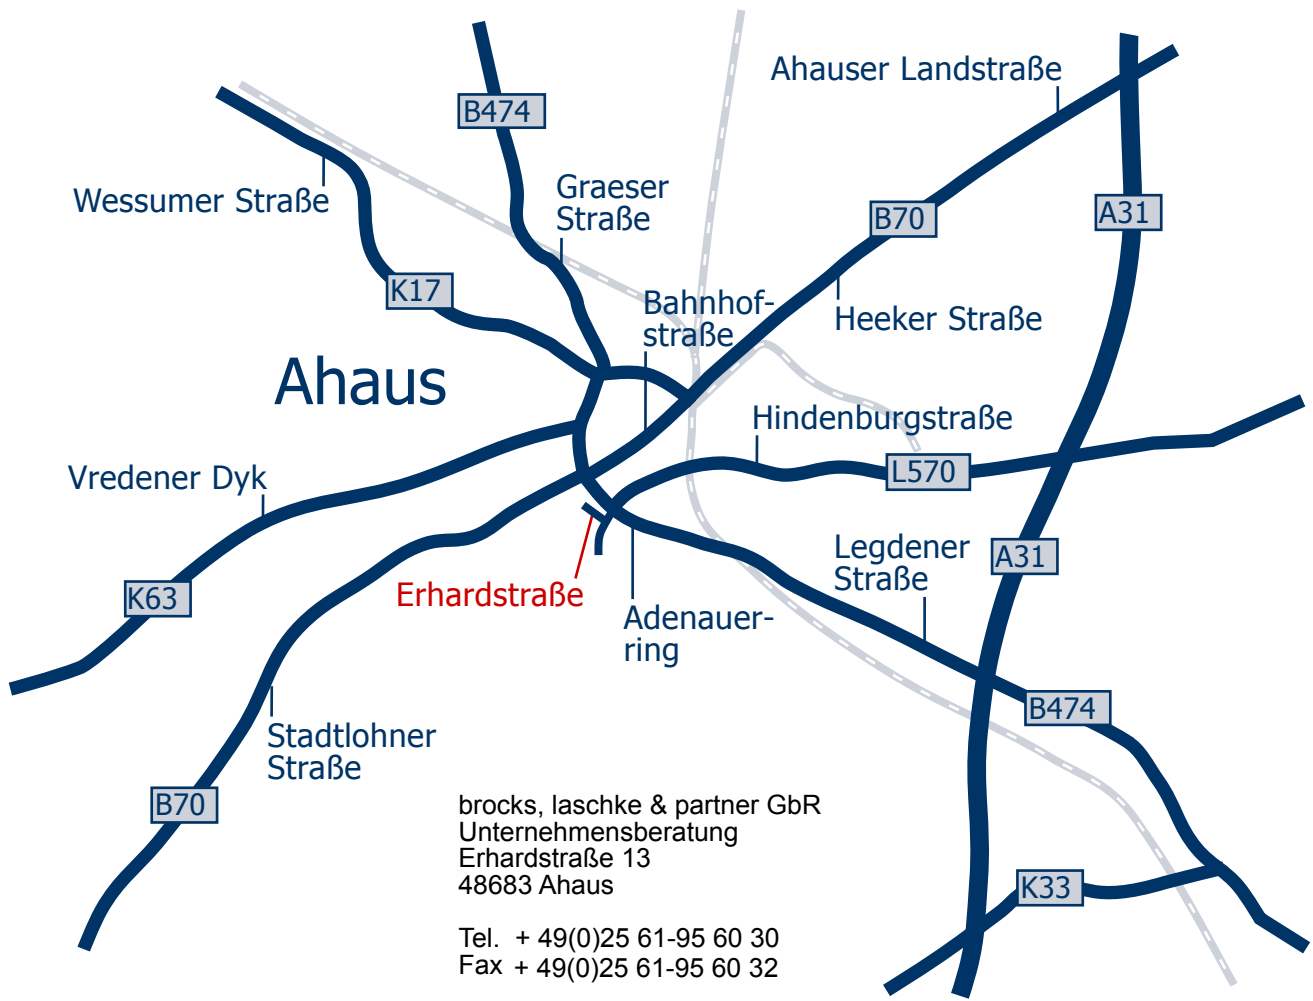 Ahauser Landstraße
B474
Graeser
Straße
Wessumer Straße
B70
A31
K17
Bahnhof-
straße
Heeker Straße
Ahaus
Hindenburgstraße
Vredener Dyk
L570
Legdener
Straße
A31
K63
Erhardstraße
Adenauer-
ring
B474
Stadtlohner
Straße
B70
brocks, laschke & partner GbR
Unternehmensberatung
Erhardstraße 13
48683 Ahaus
K33
Tel. + 49(0)25 61-95 60 30
Fax + 49(0)25 61-95 60 32